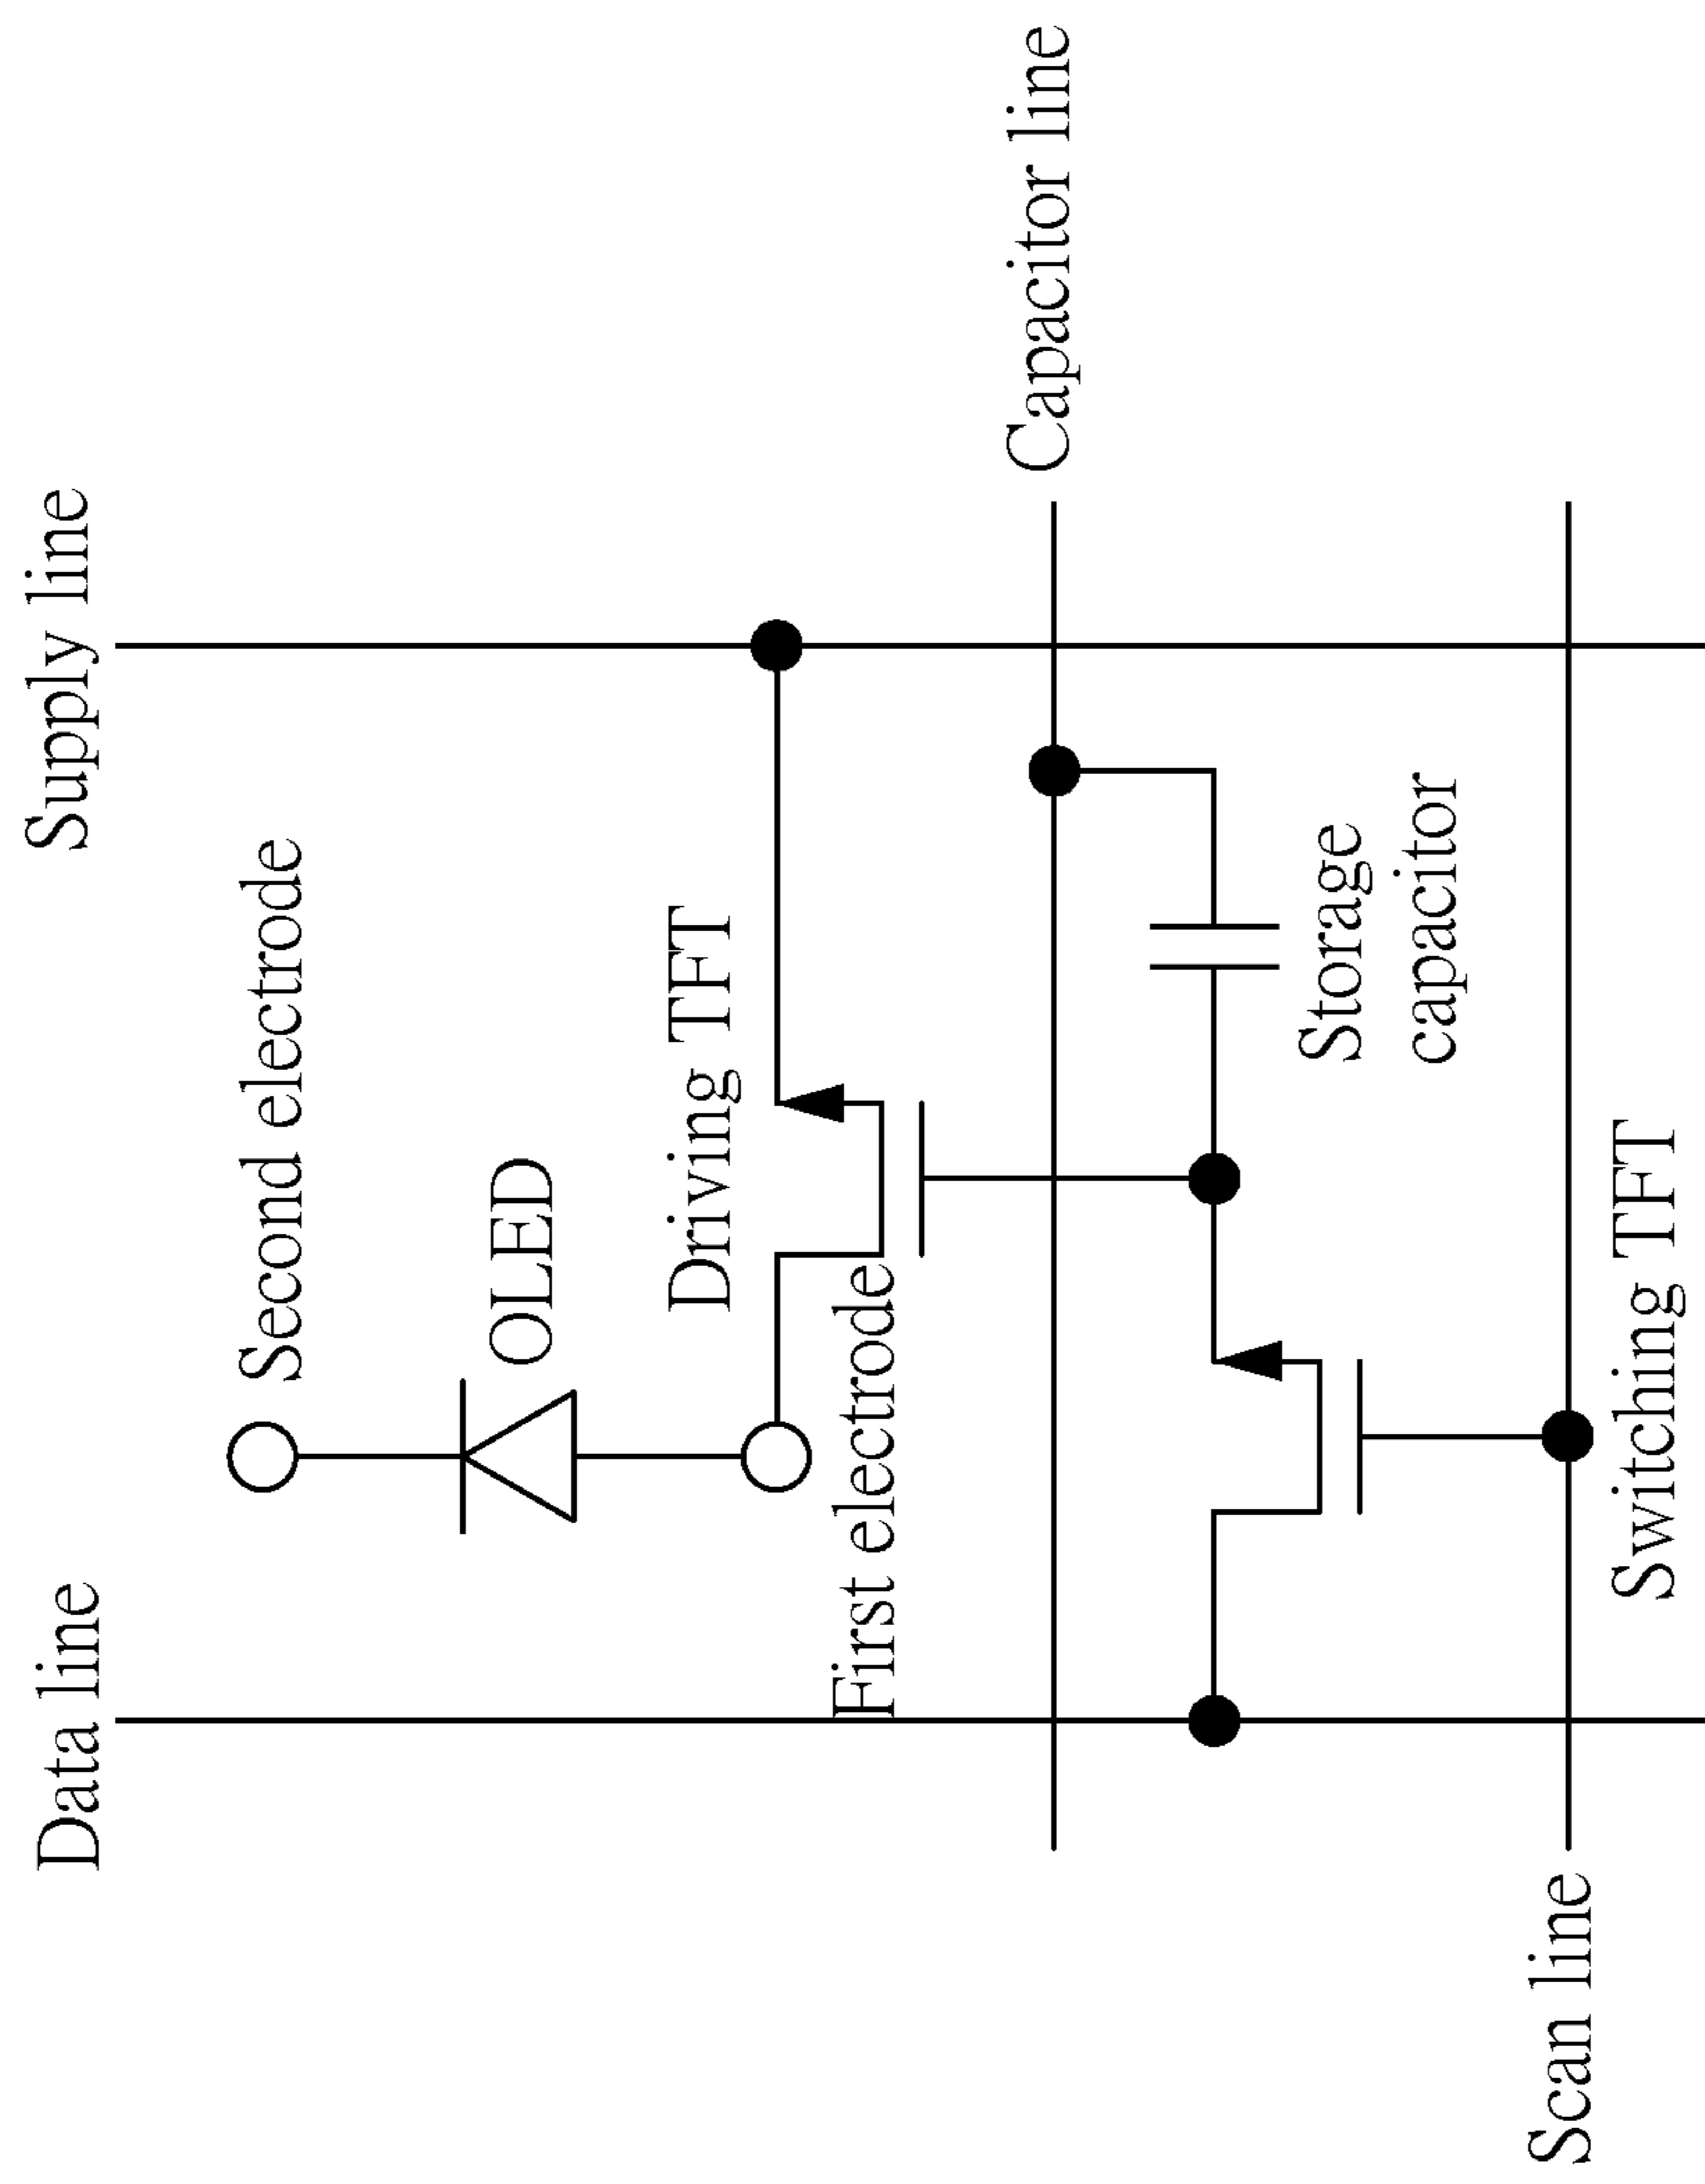 Data line
Supply line
Second electrode
OLED
Driving TFT
First electrode
Capacitor line
Storage
capacitor
Scan line
Switching TFT